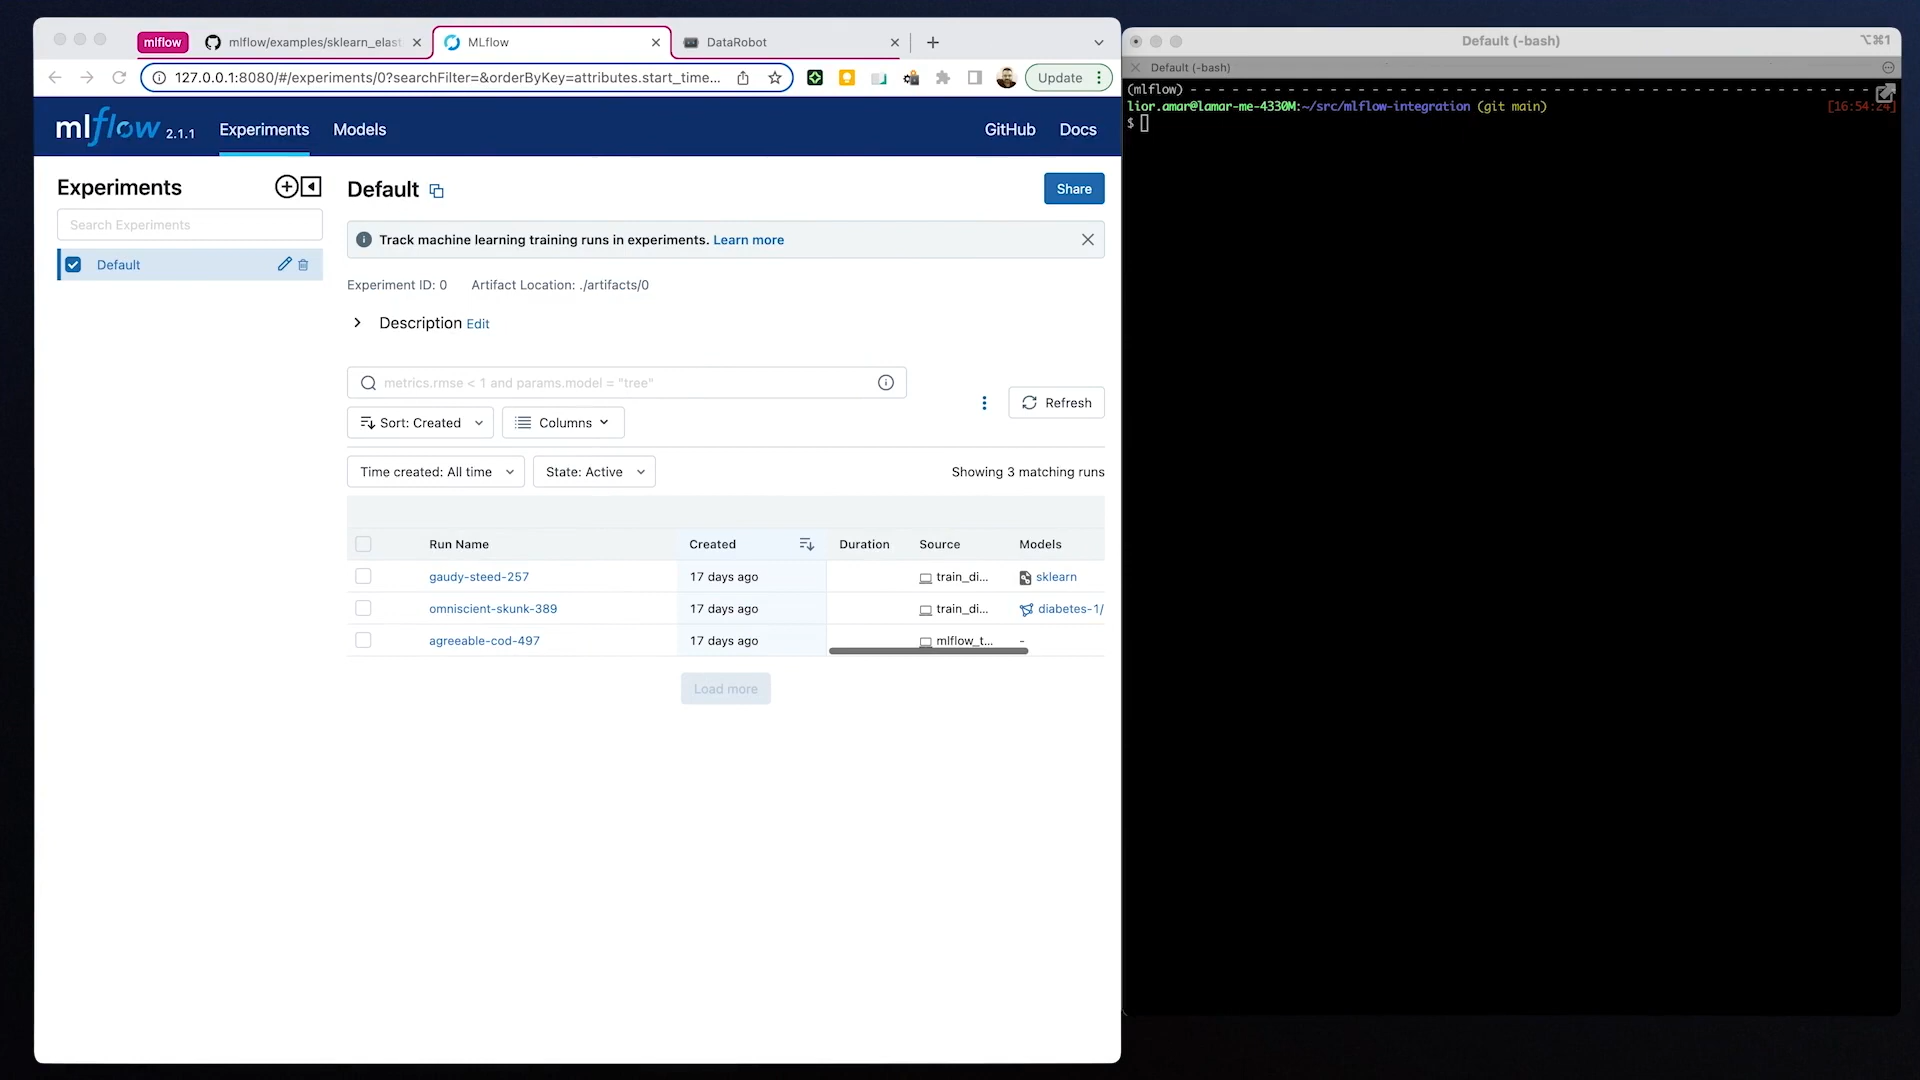 mlflow
mlflow/examples/sklearn_elast
MLflow
DataRobot
127.0.0.1:8080/#/experiments/0?searchFilter=&orderByKey=attributes.start_time...
Update
mlflow 2.1.1
Experiments
Models
GitHub
Docs
Experiments
Search Experiments
Default
Default
Share
Track machine learning training runs in experiments. Learn more
Experiment ID: 0
Artifact Location: ./artifacts/0
Description Edit
metrics.rmse < 1 and params.model = "tree"
Refresh
Sort: Created
Columns
Time created: All time
State: Active
Showing 3 matching runs
Run Name
Created
Duration
Source
Models
gaudy-steed-257
17 days ago
train_di...
sklearn
omniscient-skunk-389
17 days ago
train_di...
diabetes-1/
agreeable-cod-497
17 days ago
mlflow_t...
-
Load more
Default (-bash)
⌥⌘1
Default (-bash)
(mlflow) - - - - - - - - - - - - - - - - - - - - - - - - - - - - - - - - - - - - - - - - - - - - - - - - - -
lior.amar@lamar-me-4330M:~/src/mlflow-integration (git main)
[16:54:24]
$